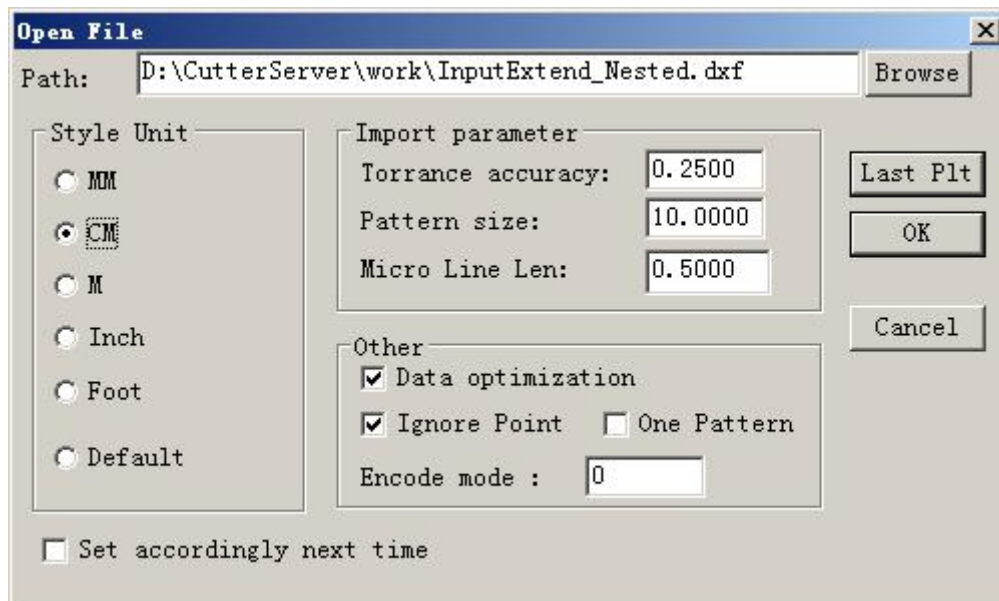 Open File
Path: D:\CutterServer\work\InputExtend_Nested.dxf Browse
Style Unit
MM
CM
M
Inch
Foot
Default
Import parameter
Torrance accuracy: 0.2500
Pattern size: 10.0000
Micro Line Len: 0.5000
Other
Data optimization
Ignore Point One Pattern
Encode mode : 0
Last Plt
OK
Cancel
Set accordingly next time